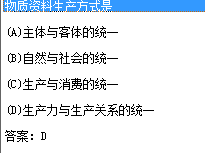 物质资料生产方式是
(A)主体与客体的统一
(B)自然与社会的统一
(C)生产与消费的统一
(D)生产力与生产关系的统一
答案: D